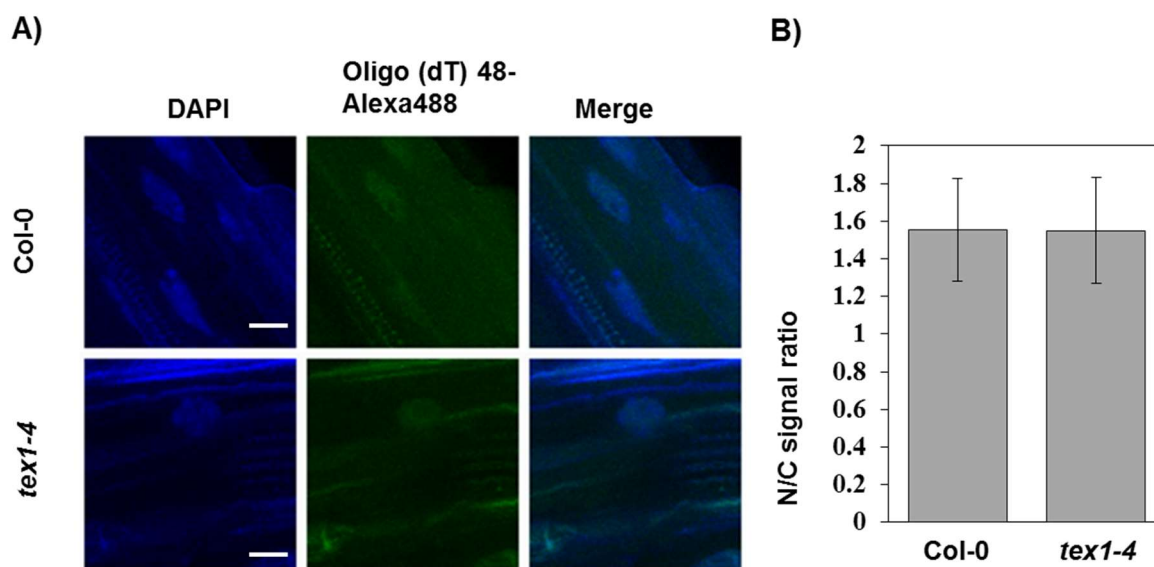 A)
B)
DAPI
Oligo (dT) 48-
Alexa488
Merge
Col-0
tex1-4
N/C signal ratio
2
1.8
1.6
1.4
1.2
1
0.8
0.6
0.4
0.2
0
Col-0
tex1-4